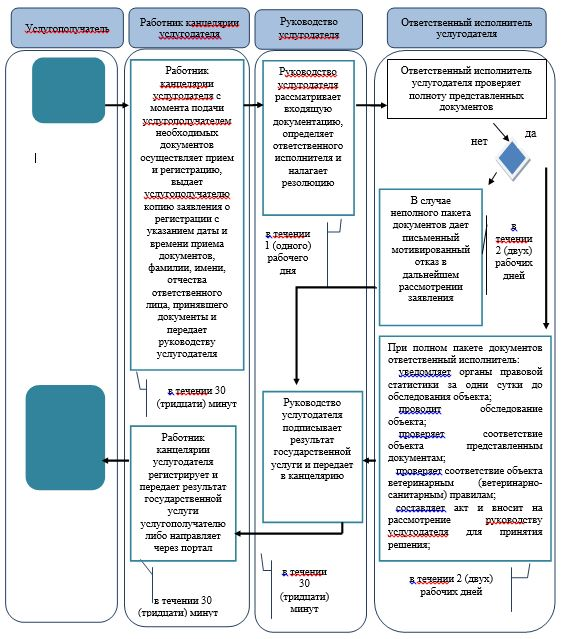 Услугополучатель
Работник канцелярии
услугодателя
Руководство
услугодателя
Ответственный исполнитель
услугодателя
Работник
канцелярии
услугодателя с
момента подачи
услугополучателем
необходимых
документов
осуществляет прием
и регистрацию,
выдает
услугополучателю
копию заявления о
регистрации с
указанием даты и
времени приема
документов,
фамилии, имени,
отчества
ответственного
лица, принявшего
документы и
передает
руководству
услугодателя
в течении 30
(тридцати) минут
Руководство
услугодателя
рассматривает
входящую
документацию,
определяет
ответственного
исполнителя и
налагает
резолюцию
в течении
1 (одного)
рабочего
дня
Ответственный исполнитель
услугодателя проверяет
полноту представленных
документов
нет
да
В случае
неполного пакета
документов дает
письменный
мотивированный
отказ в
дальнейшем
рассмотрении
заявления
в
течении
2 (двух)
рабочих
дней
При полном пакете документов
ответственный исполнитель:
уведомляет органы правовой
статистики за одни сутки до
обследования объекта;
проводит обследование
объекта;
проверяет соответствие
объекта представленным
документам;
проверяет соответствие объекта
ветеринарным (ветеринарно-
санитарным) правилам;
составляет акт и вносит на
рассмотрение руководству
услугодателя для принятия
решения;
в течении 2 (двух)
рабочих дней
Руководство
услугодателя
подписывает
результат
государственной
услуги и передает
в канцелярию
в течении
30
(тридцати)
минут
Работник
канцелярии
услугодателя
регистрирует и
передает результат
государственной
услуги
услугополучателю
либо направляет
через портал
в течении 30
(тридцати) минут